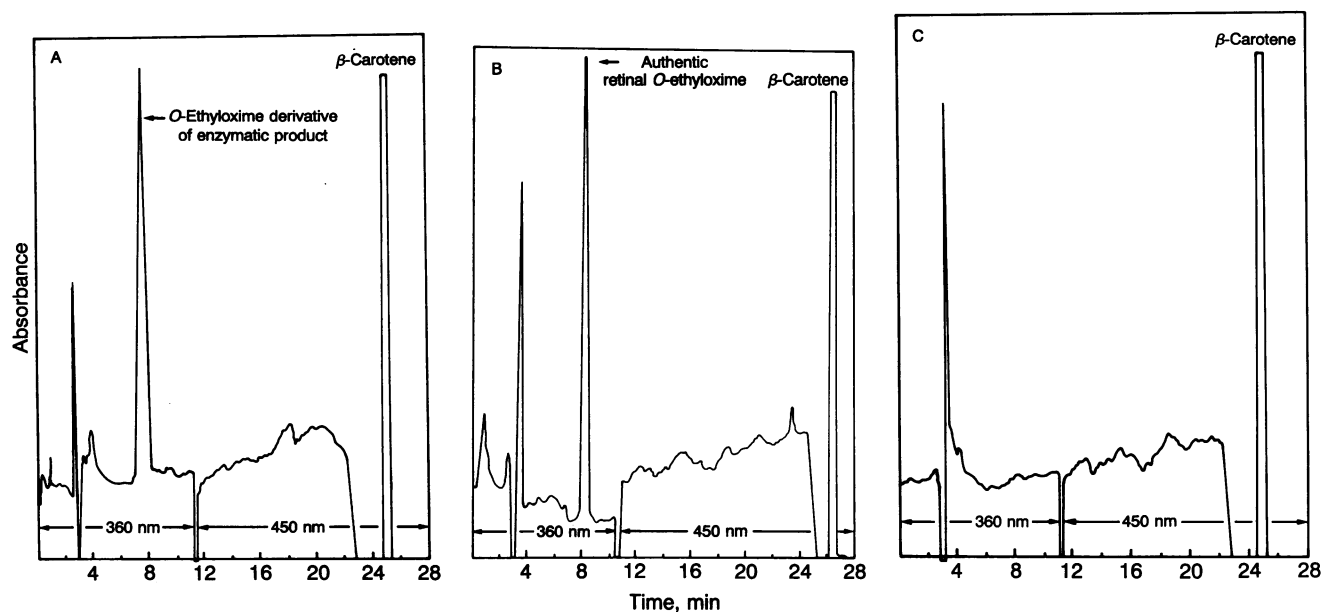 A
β-Carotene
O-Ethyloxime derivative
of enzymatic product
Absorbance
360 nm
450 nm
4
8
12
16
20
24
28
B
Authentic
retinal O-ethyloxime
β-Carotene
360 nm
450 nm
4
8
12
16
20
24
28
Time, min
C
β-Carotene
360 nm
450 nm
4
8
12
16
20
24
28